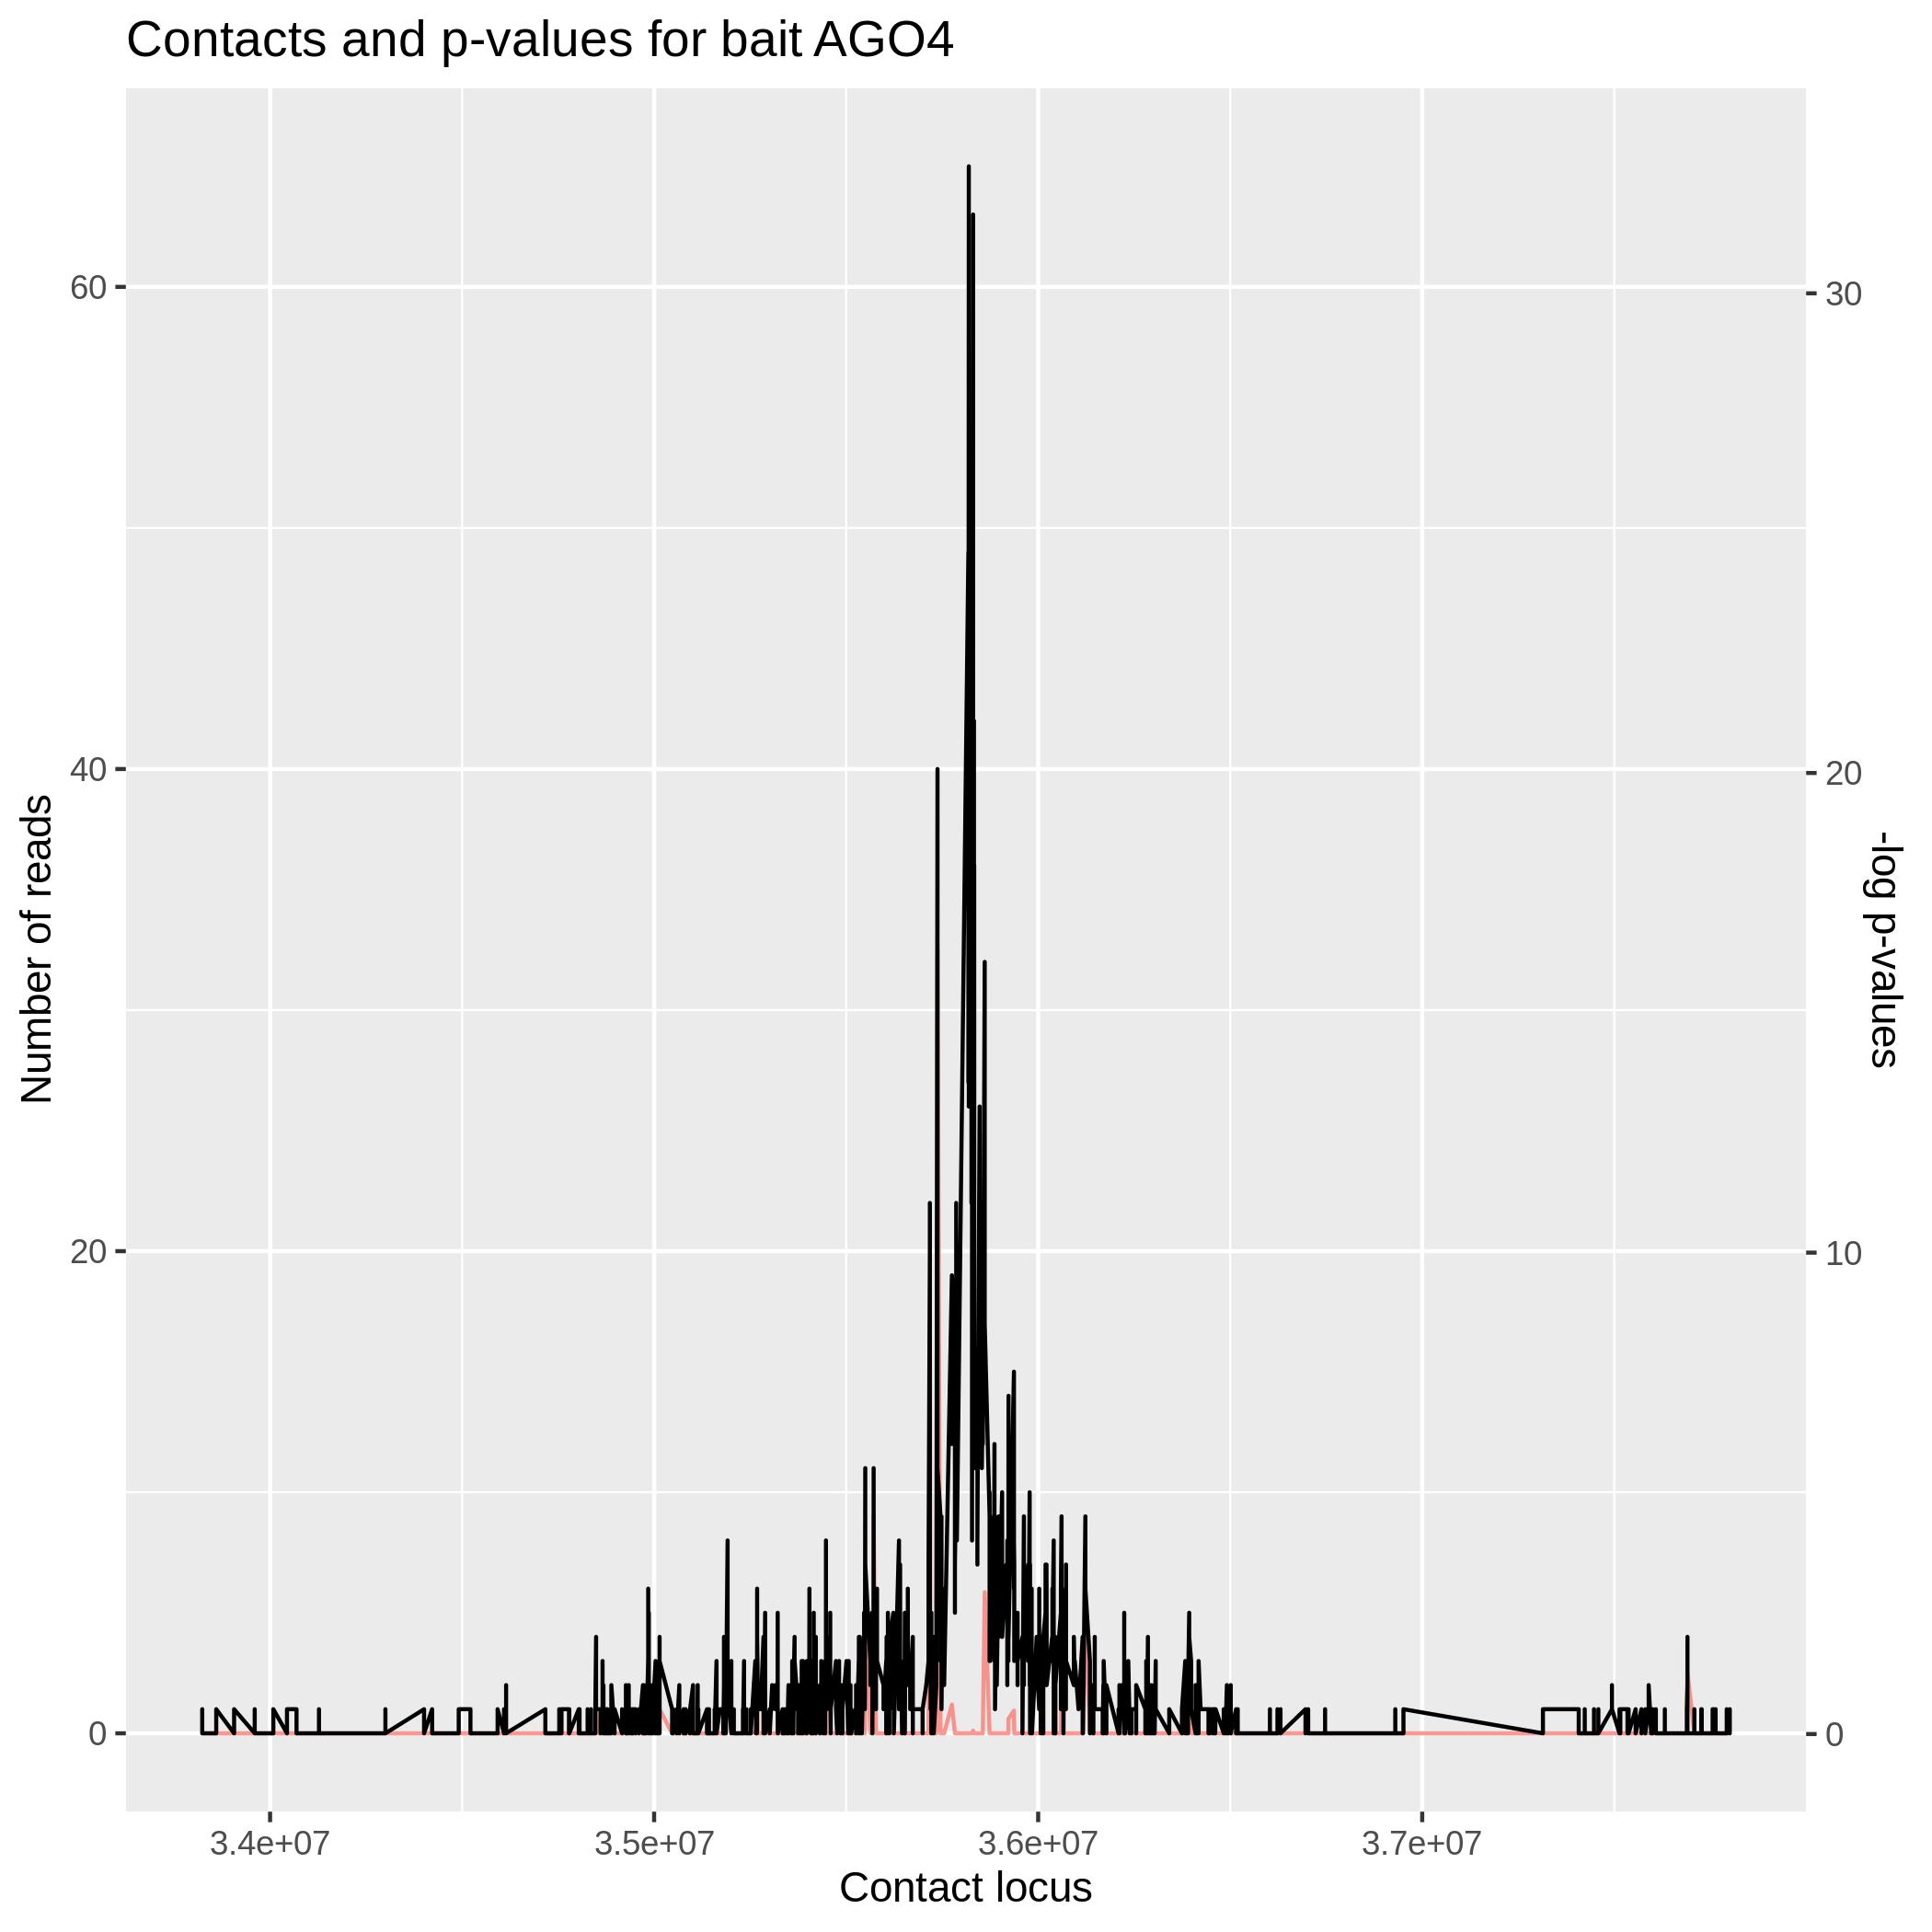 Contacts and p-values for bait AGO4
Number of reads
60
40
20
0
30
20
10
0
-log p-values
3.4e+07
3.5e+07
3.6e+07
3.7e+07
Contact locus